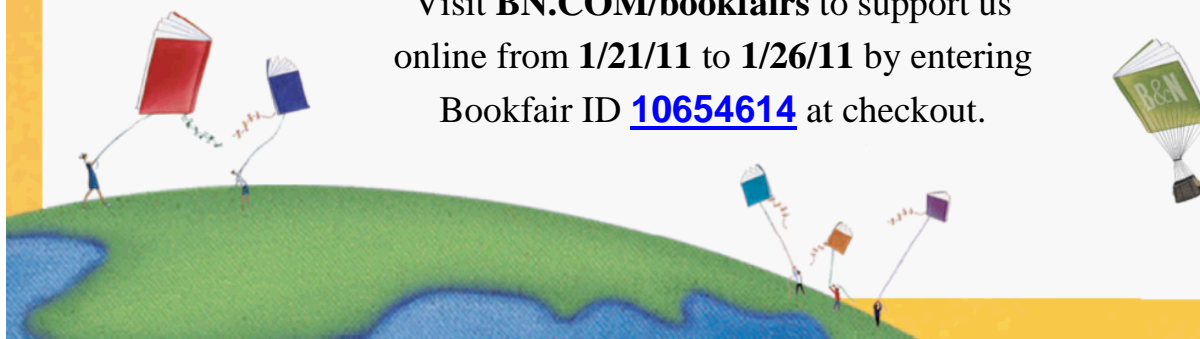 Visit BN.COM/bookfairs to support us
online from 1/21/11 to 1/26/11 by entering
Bookfair ID 10654614 at checkout.
B&N